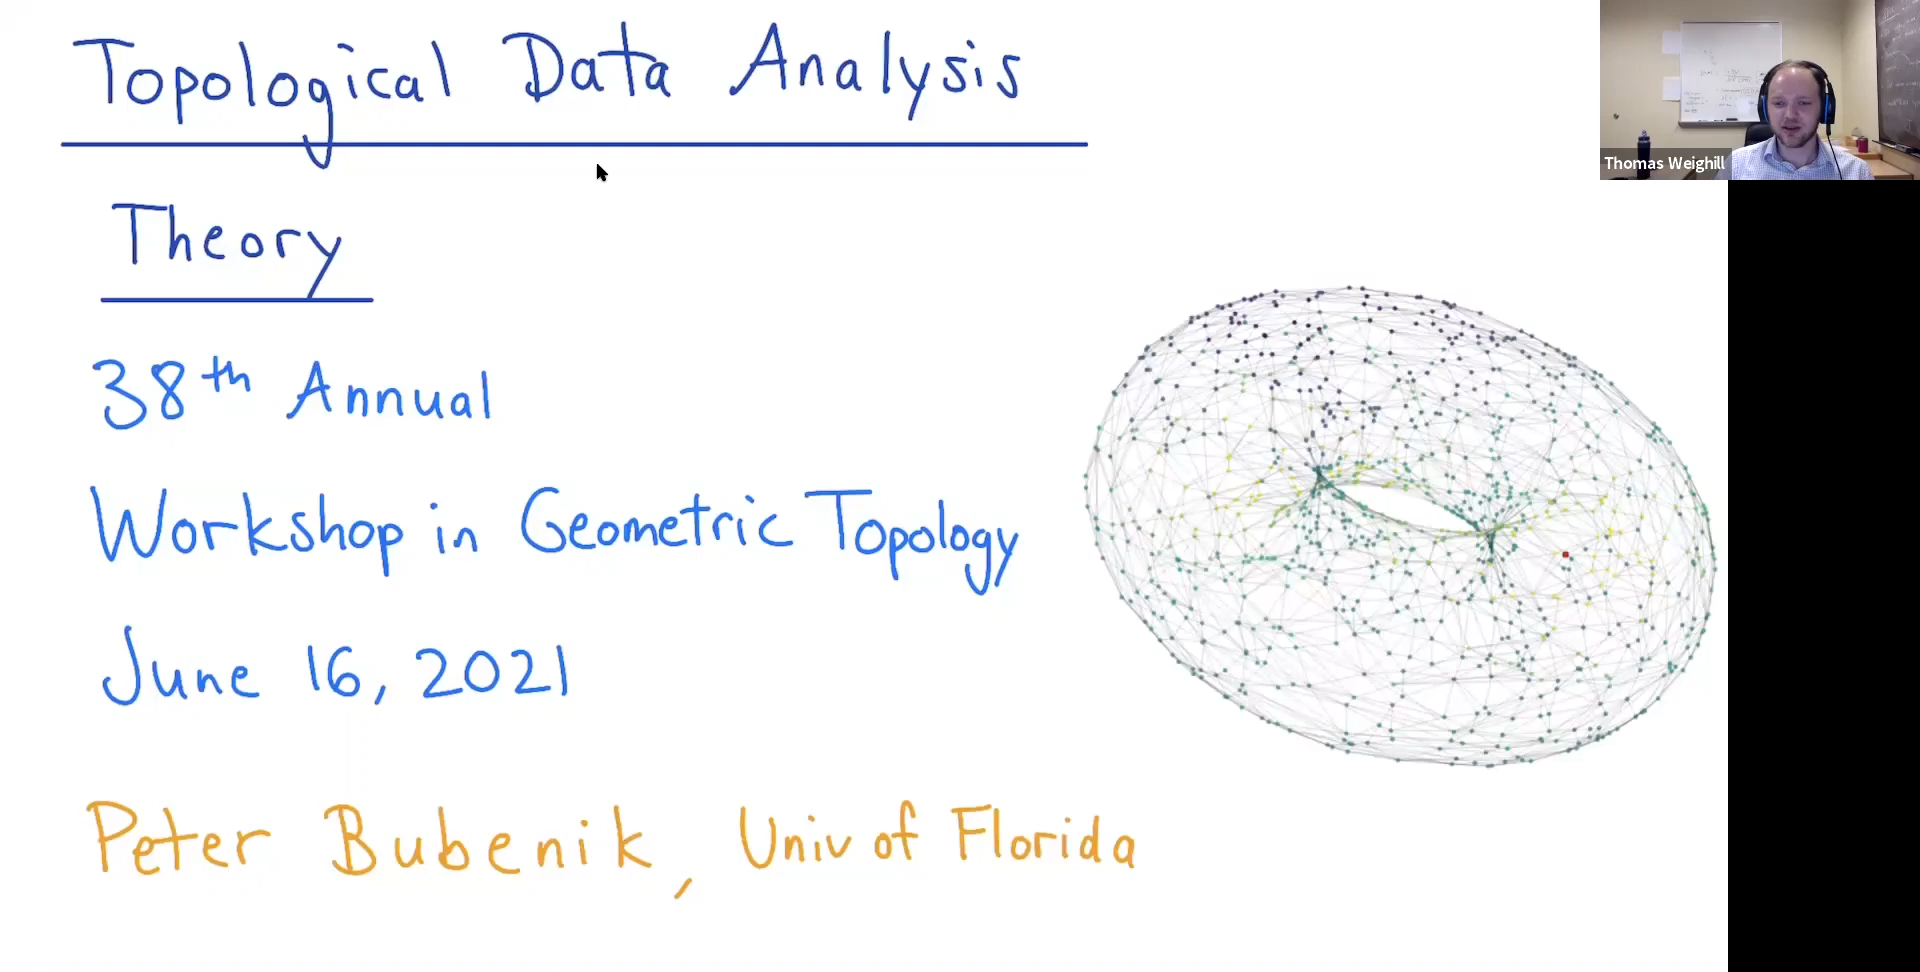 Topological Data Analysis
Theory
38th Annual
Workshop in Geometric Topology
June 16, 2021
Peter Bubenik, Univ of Florida
Thomas Weighill